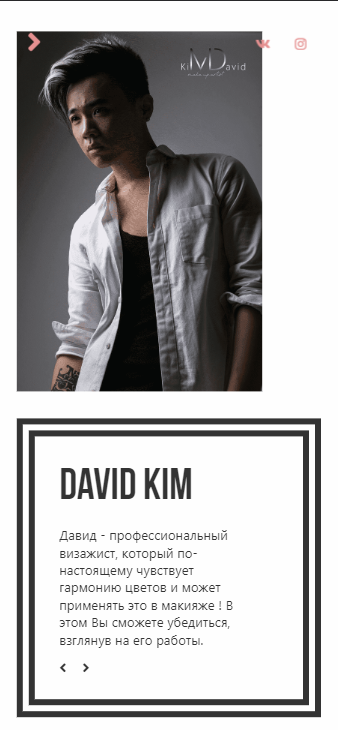 KiMDavid
DAVID KIM
Давид - профессиональный
визажист, который по-
настоящему чувствует
гармонию цветов и может
применять это в макияже ! В
этом Вы сможете убедиться,
взглянув на его работы.